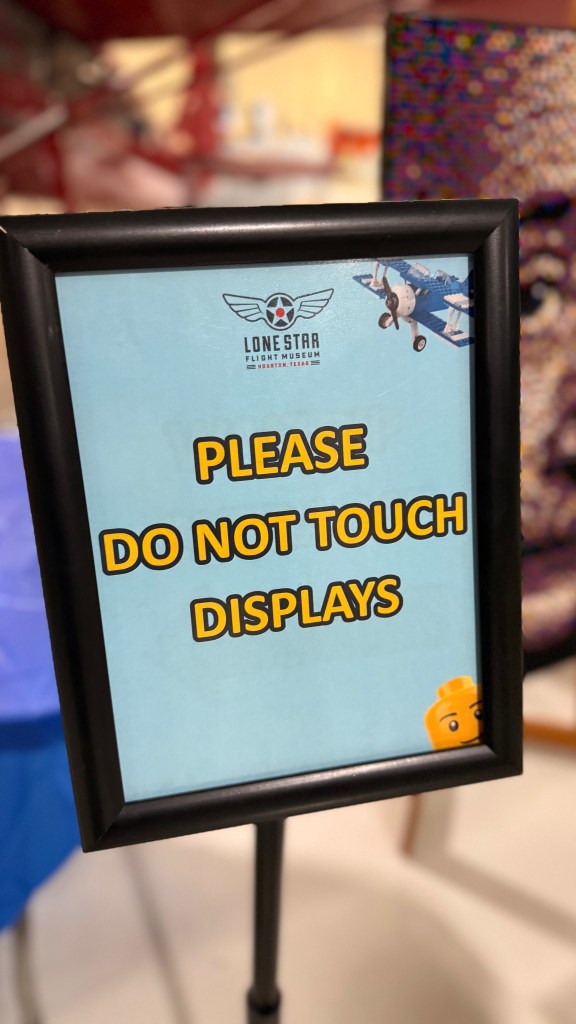 LONE STAR
FLIGHT MUSEUM
HOUSTON, TEXAS
PLEASE
DO NOT TOUCH
DISPLAYS